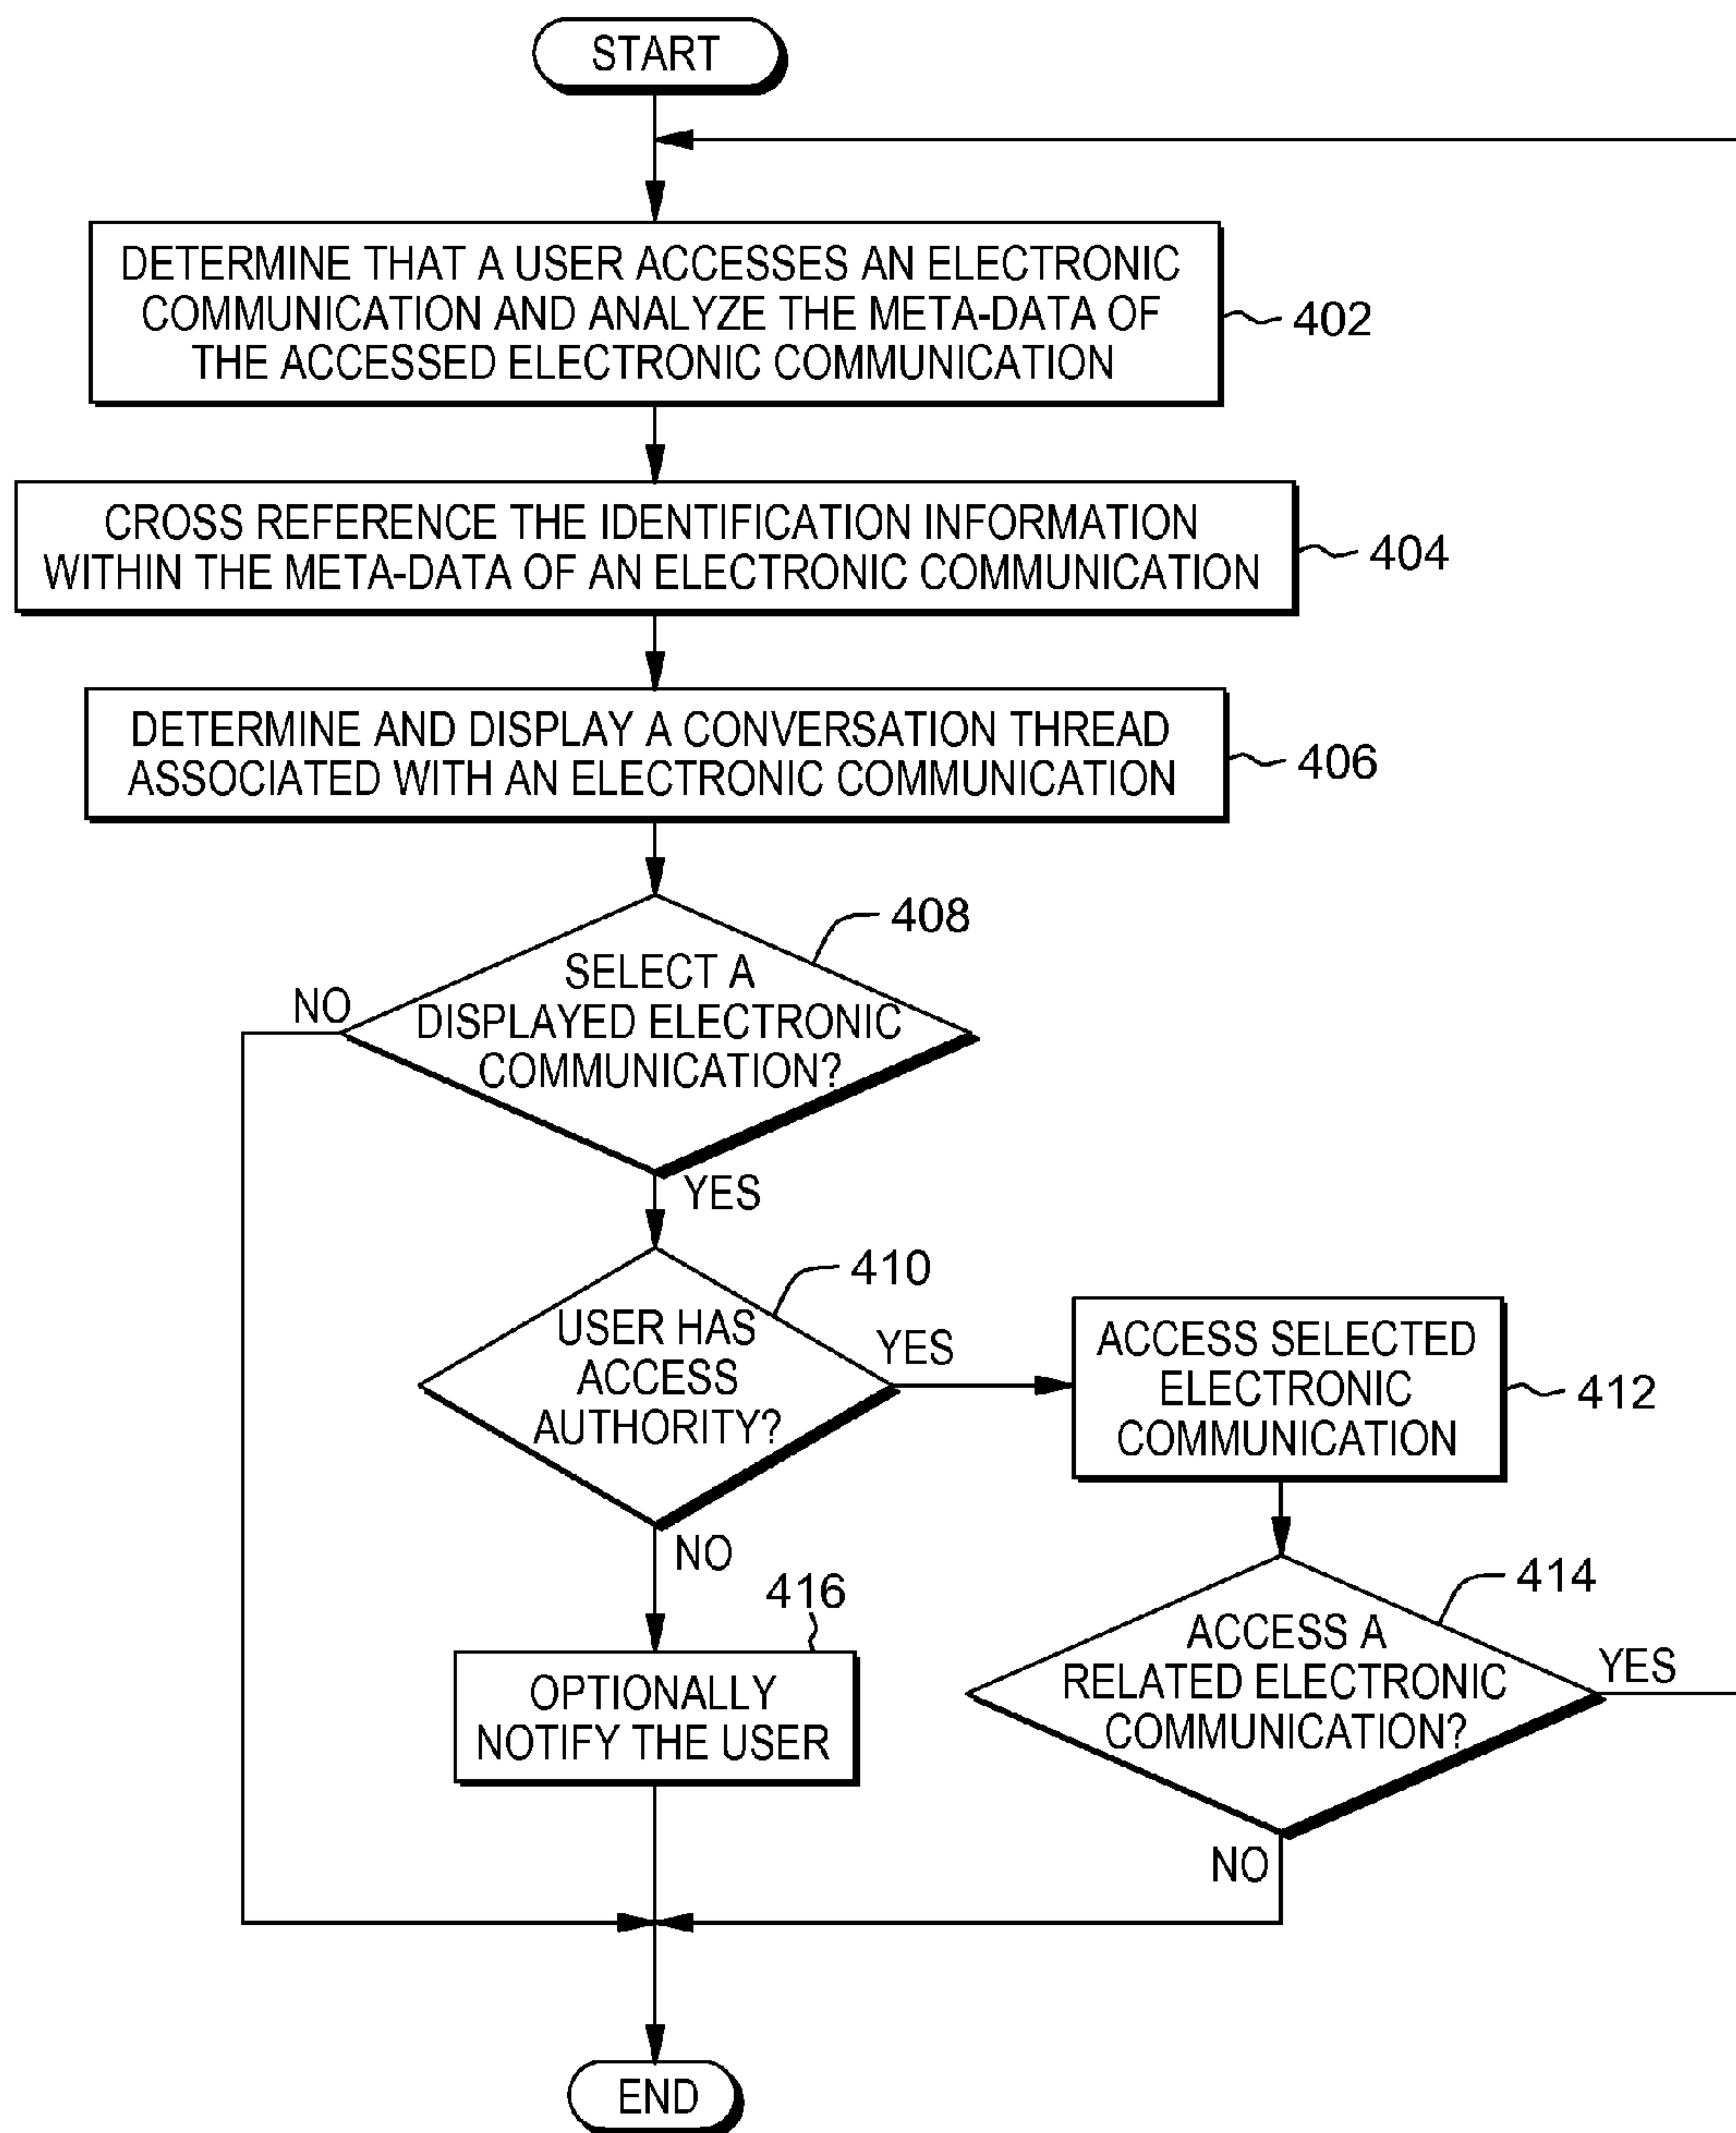 START
DETERMINE THAT A USER ACCESSES AN ELECTRONIC
COMMUNICATION AND ANALYZE THE META-DATA OF
THE ACCESSED ELECTRONIC COMMUNICATION
402
CROSS REFERENCE THE IDENTIFICATION INFORMATION
WITHIN THE META-DATA OF AN ELECTRONIC COMMUNICATION
404
DETERMINE AND DISPLAY A CONVERSATION THREAD
ASSOCIATED WITH AN ELECTRONIC COMMUNICATION
406
408
SELECT A
DISPLAYED ELECTRONIC
COMMUNICATION?
NO
YES
410
USER HAS
ACCESS
AUTHORITY?
YES
ACCESS SELECTED
ELECTRONIC
COMMUNICATION
412
NO
414
ACCESS A
RELATED ELECTRONIC
COMMUNICATION?
YES
416
OPTIONALLY
NOTIFY THE USER
NO
END